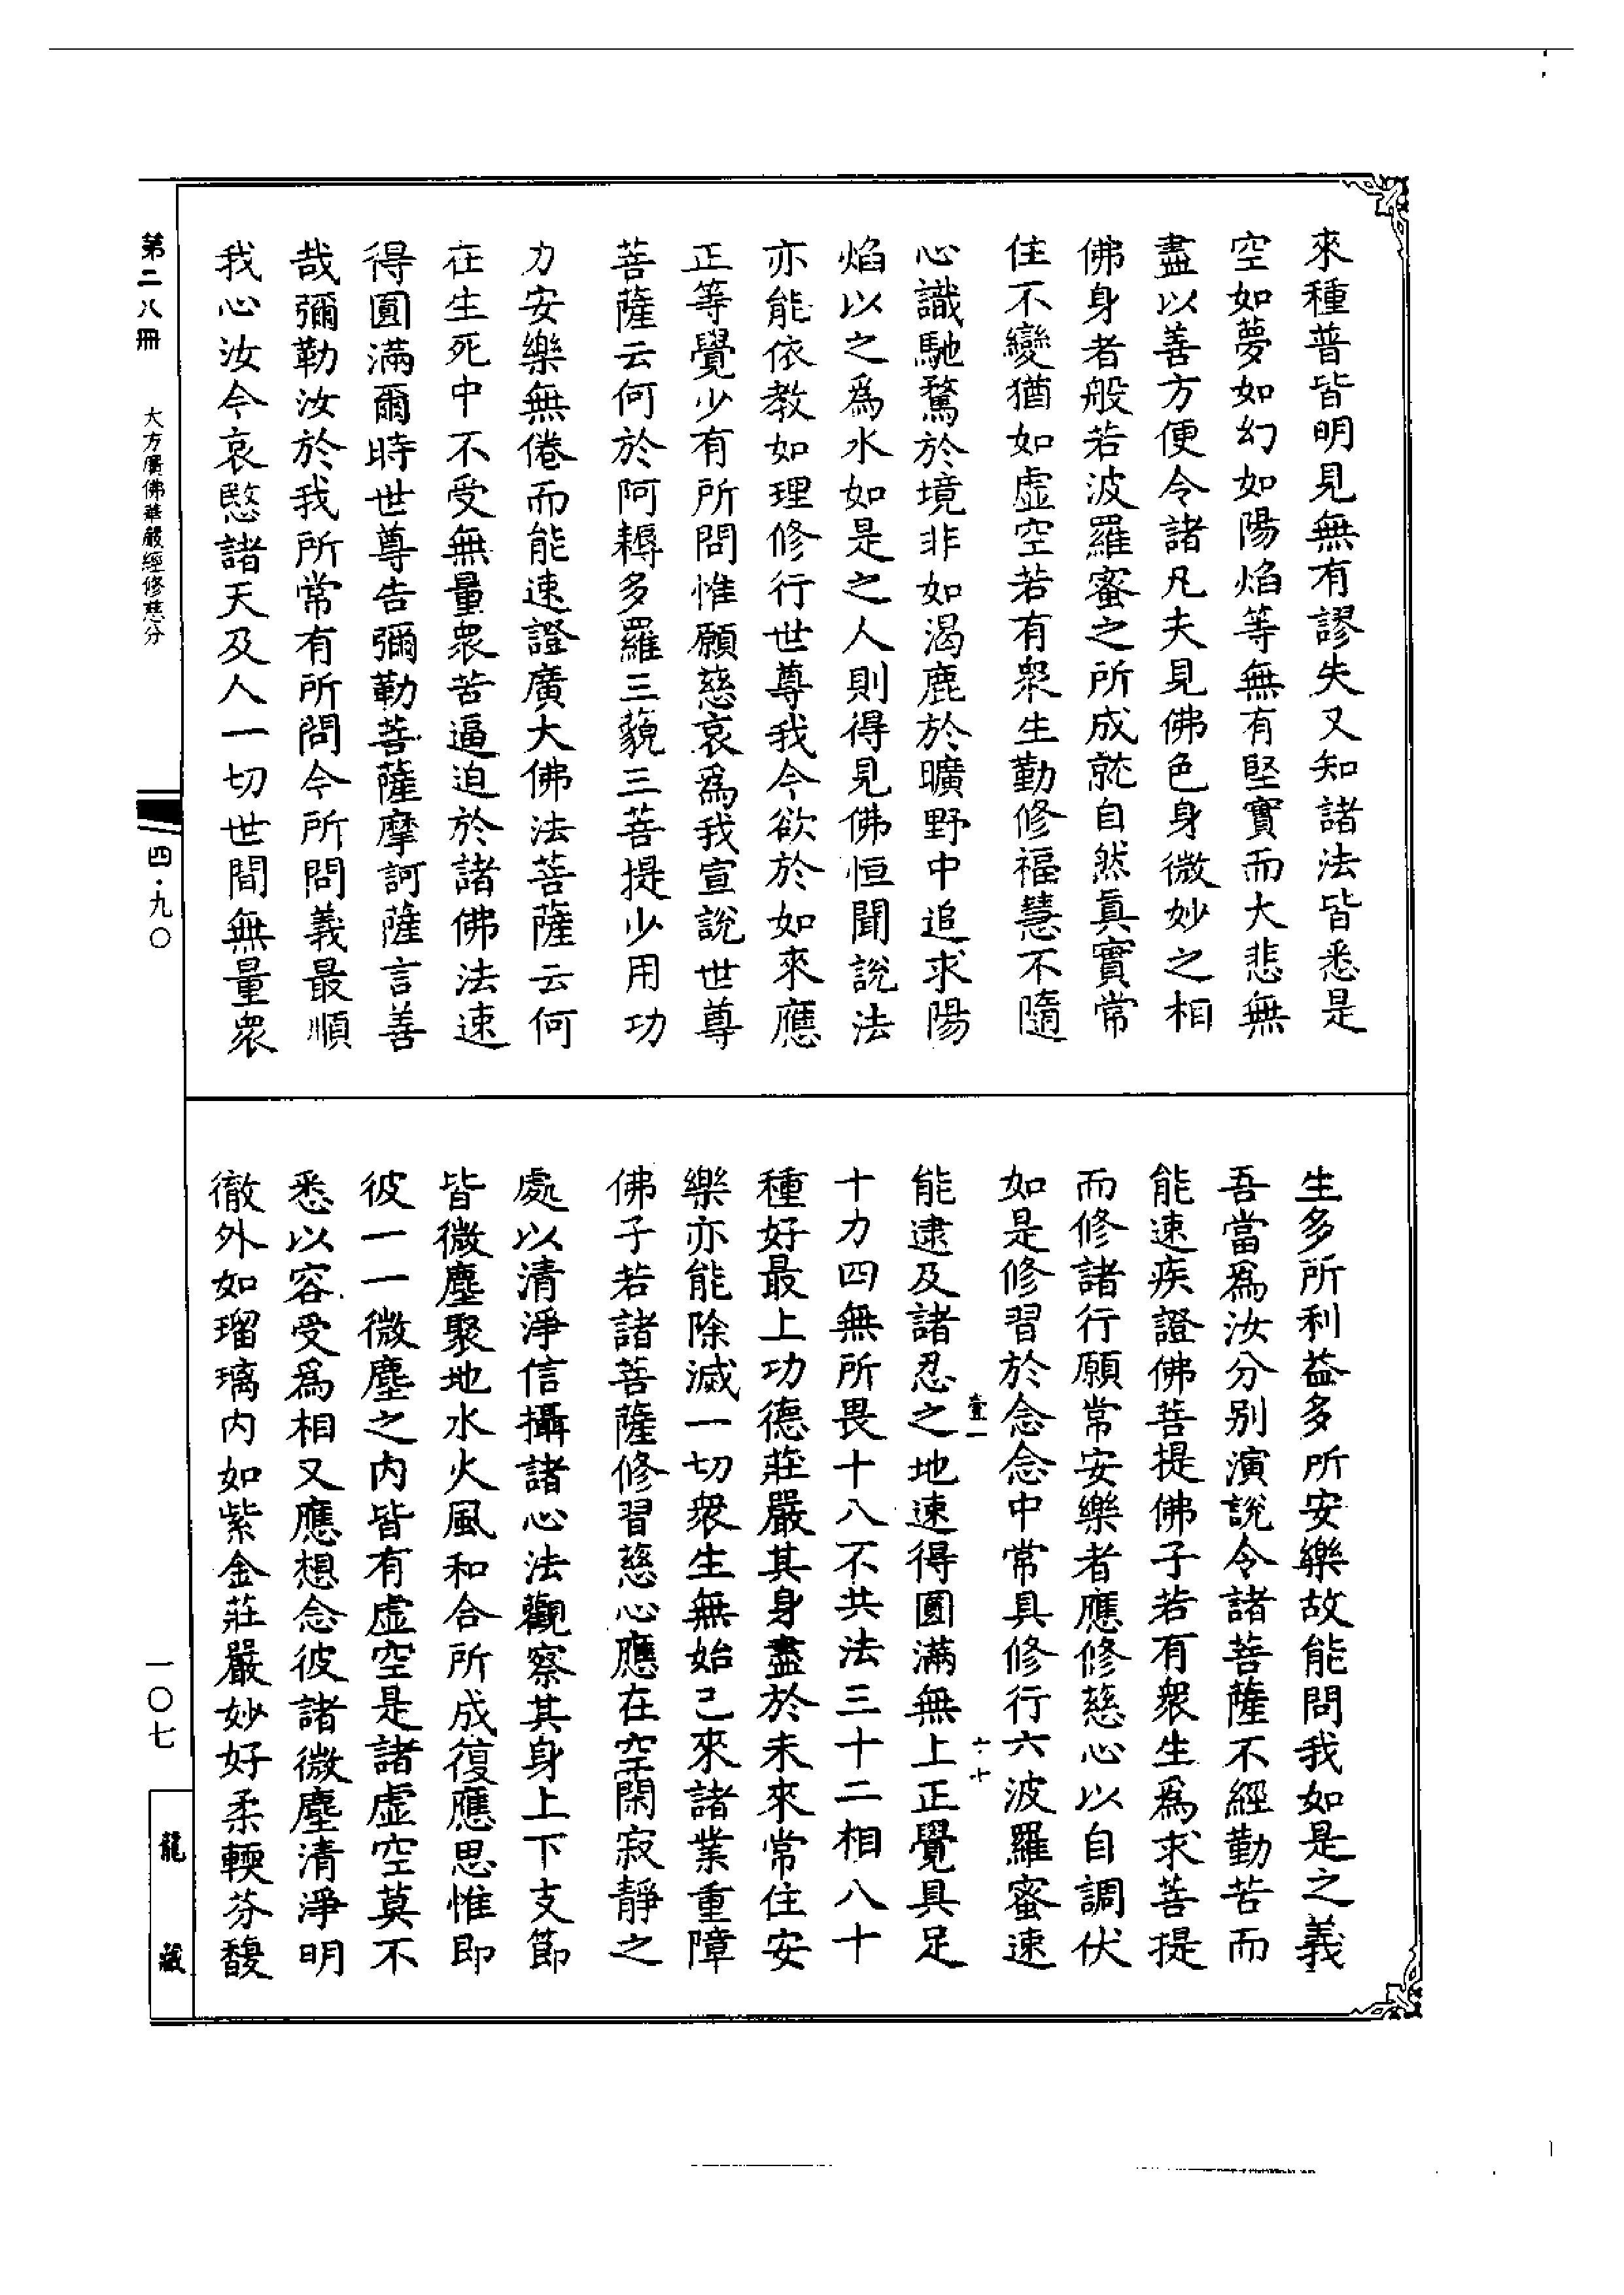 來種普皆明見無有謬失又知諸法皆悉是
空如夢如幻如陽焰等無有堅實而大悲無
盡以善方便令諸凡夫見佛色身微妙之相
佛身者般若波羅蜜之所成就自然真實常
住不變猶如虛空若有衆生勤修福慧不隨
心識馳騖於境非如渴鹿於曠野中追求陽
焰以之爲水如是之人則得見佛恒聞說法
亦能依教如理修行世尊我今欲於如來應
正等覺少有所問惟願慈哀爲我宣說世尊
菩薩云何於阿耨多羅三藐三菩提少用功
力安樂無倦而能速證廣大佛法菩薩云何
在生死中不受無量衆苦逼迫於諸佛法速
得圓滿爾時世尊告彌勒菩薩摩訶薩言善
哉彌勒汝於我所常有所問今所問義最順
我心汝今哀愍諸天及人一切世間無量衆
生多所利益多所安樂故能問我如是之義
吾當爲汝分別演說令諸菩薩不經勤苦而
能速疾證佛菩提佛子若有衆生爲求菩提
而修諸行願常安樂者應修慈心以自調伏
如是修習於念念中常具修行六波羅蜜速
能逮及諸忍之地速得圓滿無上正覺具足
壹一
六十
十力四無所畏十八不共法三十二相八十
種好最上功德莊嚴其身盡於未來常住安
樂亦能除滅一切衆生無始已來諸業重障
佛子若諸菩薩修習慈心應在空閑寂靜之
處以清淨信攝諸心法觀察其身上下支節
皆微塵聚地水火風和合所成復應思惟即
彼一一微塵之內皆有虛空是諸虛空莫不
悉以容受爲相又應想念彼諸微塵清淨明
徹外如瑠璃內如紫金莊嚴妙好柔輭芬馥
第二八冊
大方廣佛華嚴經修慈分
四·九〇
一〇七
龍藏